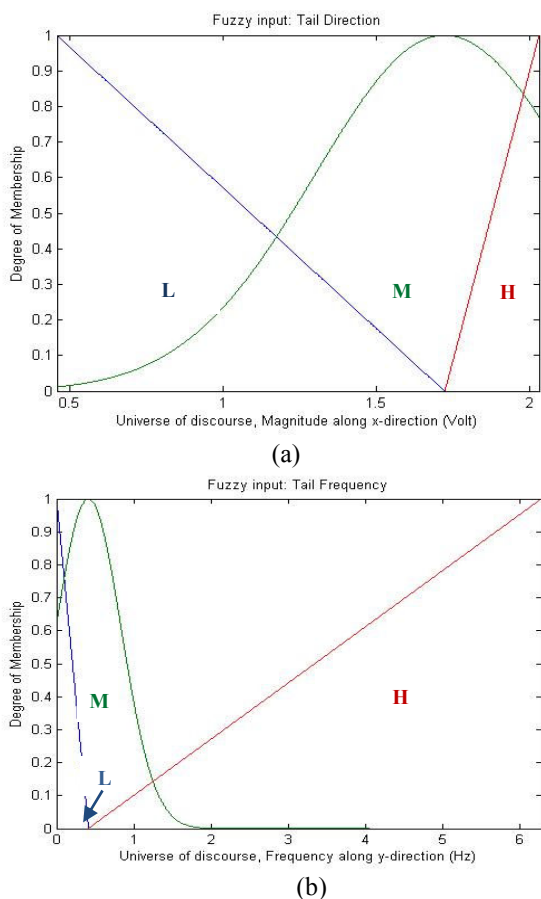 Fuzzy input: Tail Direction
1
0.9
0.8
0.7
0.6
0.5
0.4
0.3
0.2
0.1
0
Degree of Membership
L
M
H
0.5 1 1.5 2
Universe of discourse, Magnitude along x-direction (Volt)
(a)
Fuzzy input: Tail Frequency
1
0.9
0.8
0.7
0.6
0.5
0.4
0.3
0.2
0.1
0
Degree of Membership
M
H
L
0 1 2 3 4 5 6
Universe of discourse, Frequency along y-direction (Hz)
(b)